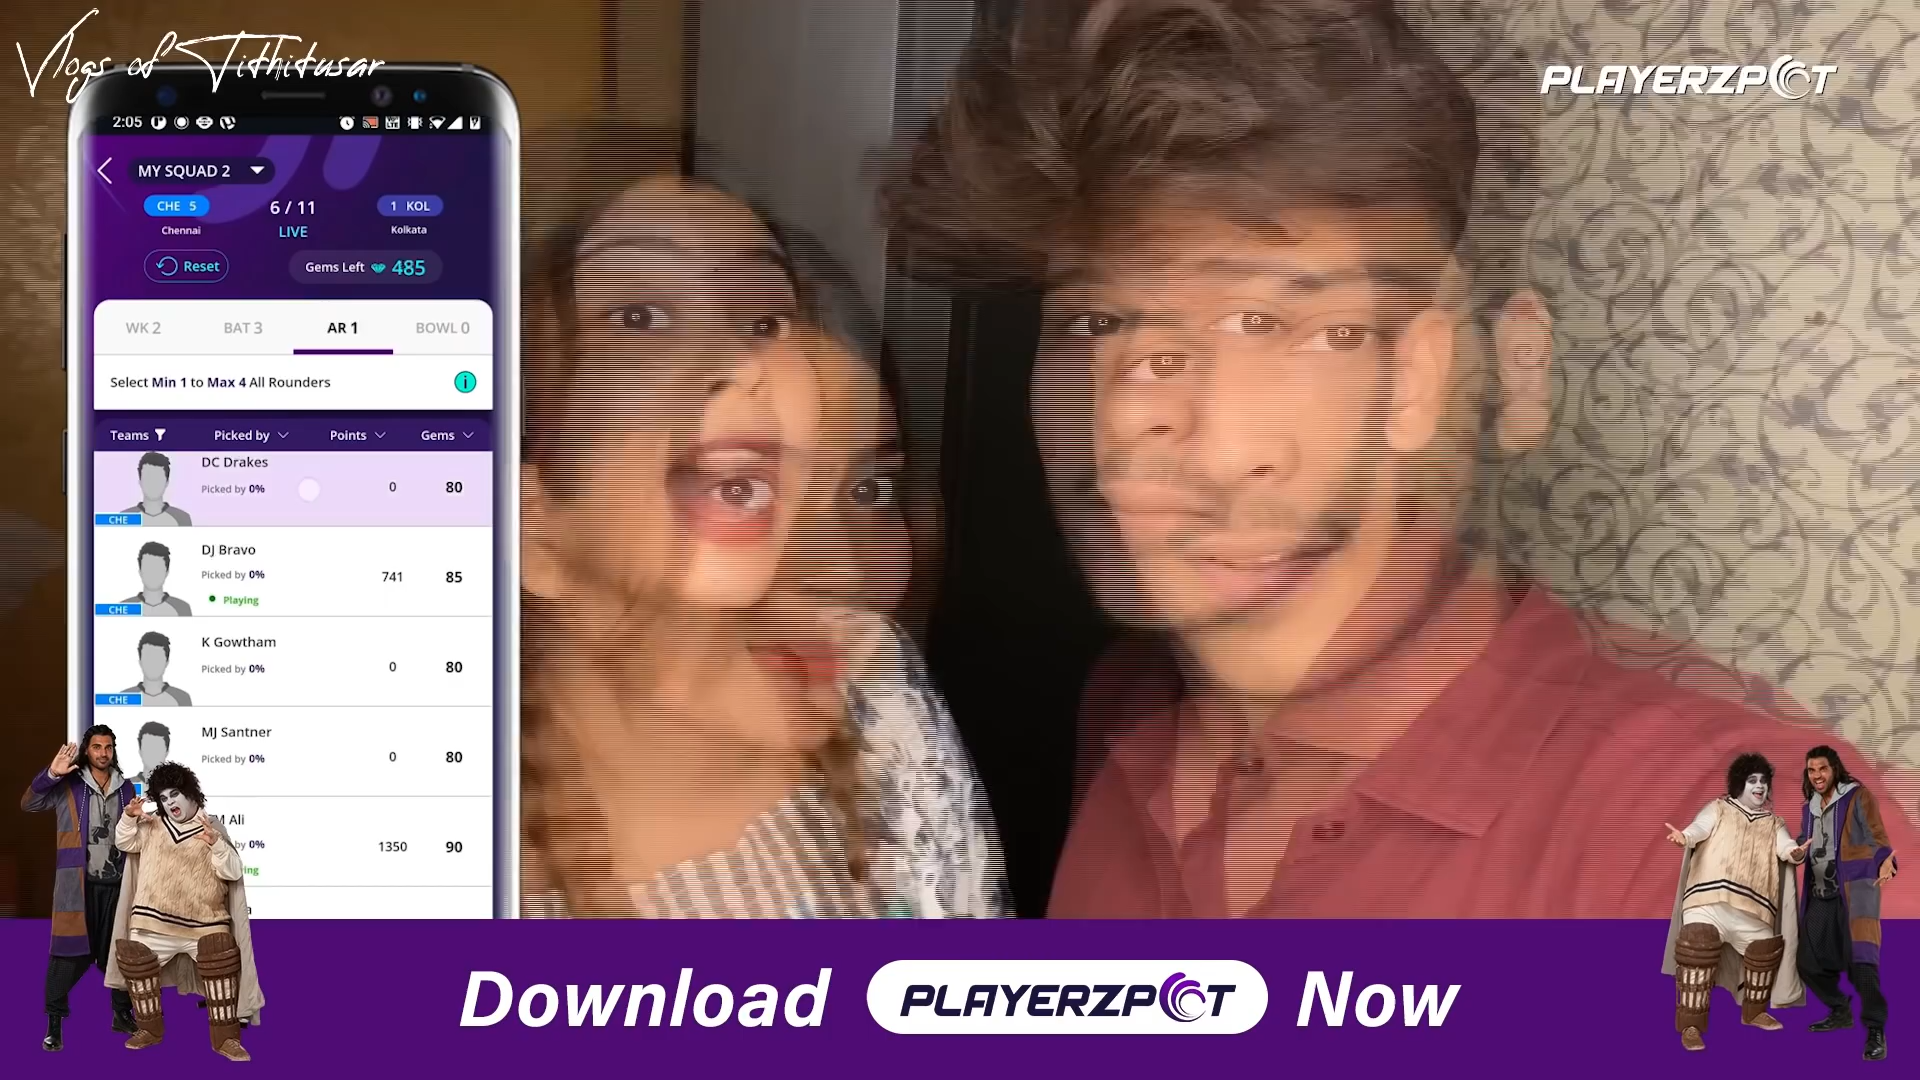 Vlogs of Tithitusar
PLAYERZPOT
2:05
MY SQUAD 2
CHE 5
6 / 11
1 KOL
Chennai
LIVE
Kolkata
Reset
Gems Left 485
WK 2
BAT 3
AR 1
BOWL 0
Select Min 1 to Max 4 All Rounders
i
Teams
Picked by
Points
Gems
DC Drakes
Picked by 0%
0
80
CHE
DJ Bravo
Picked by 0%
741
85
Playing
CHE
K Gowtham
Picked by 0%
0
80
CHE
MJ Santner
Picked by 0%
0
80
Ali
by 0%
1350
90
Download PLAYERZPOT Now